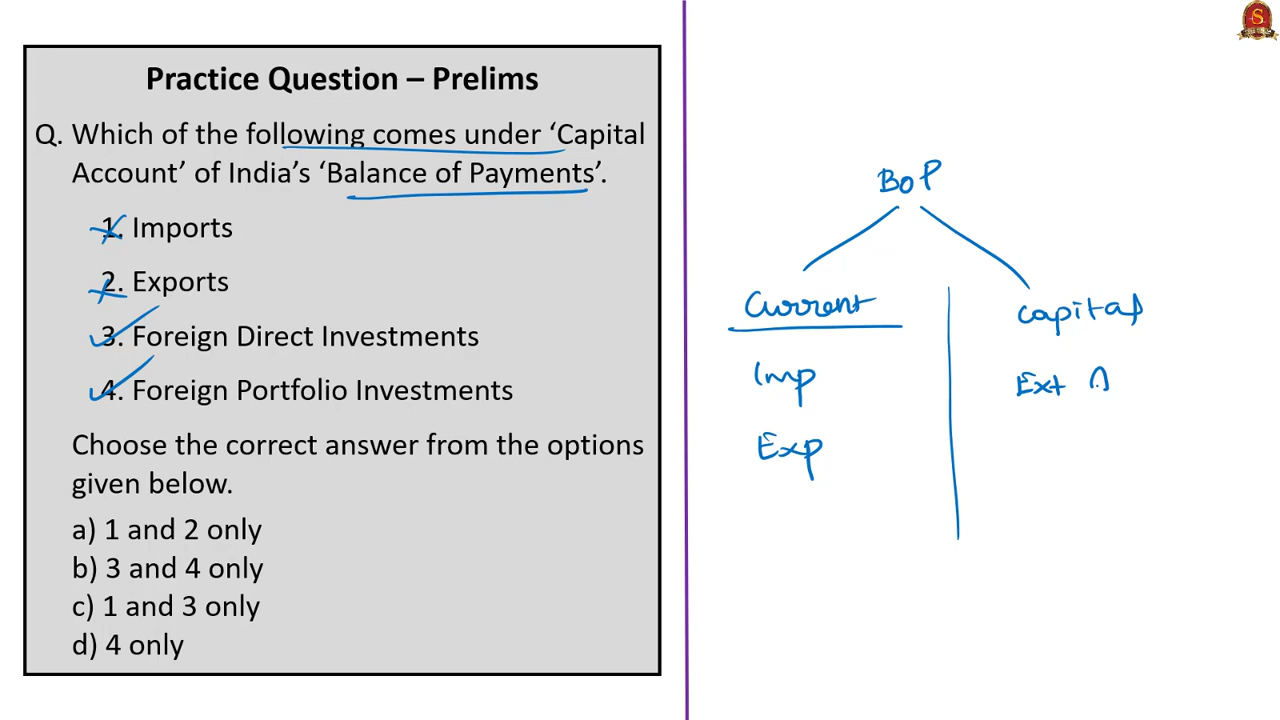 Practice Question – Prelims
Q. Which of the following comes under ‘Capital
Account’ of India’s ‘Balance of Payments’.
1. Imports
2. Exports
3. Foreign Direct Investments
4. Foreign Portfolio Investments
Choose the correct answer from the options
given below.
a) 1 and 2 only
b) 3 and 4 only
c) 1 and 3 only
d) 4 only
BoP
Current
Imp
Exp
capital
Ext